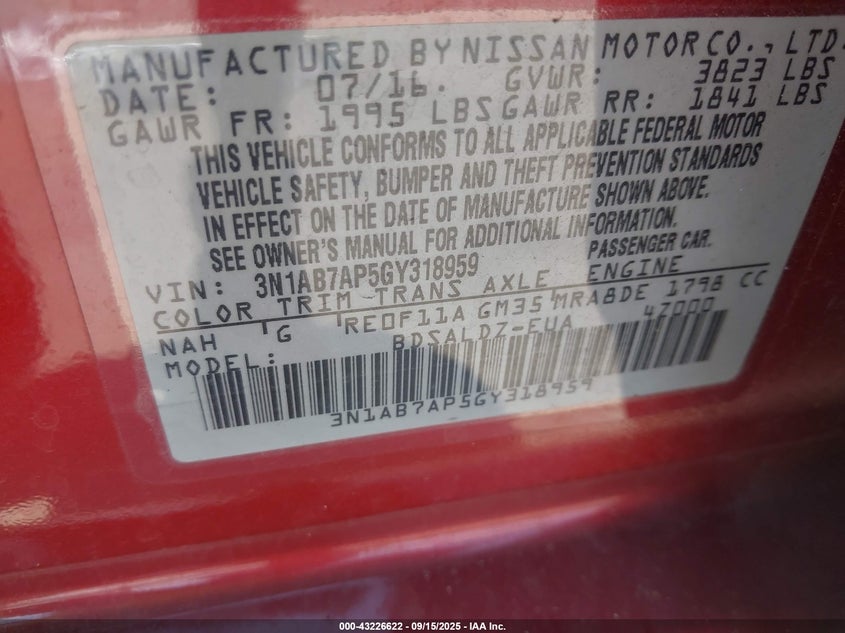 MANUFACTURED BY NISSAN MOTOR CO., LTD.
DATE: 07/16. GVWR: 3823 LBS
GAWR FR: 1995 LBS GAWR RR: 1841 LBS
THIS VEHICLE CONFORMS TO ALL APPLICABLE FEDERAL MOTOR
VEHICLE SAFETY, BUMPER AND THEFT PREVENTION STANDARDS
IN EFFECT ON THE DATE OF MANUFACTURE SHOWN ABOVE.
SEE OWNER'S MANUAL FOR ADDITIONAL INFORMATION.
VIN: 3N1AB7AP5GY318959 PASSENGER CAR.
COLOR TRIM TRANS AXLE ENGINE
NAH G RE0F11A GM35 MRA8DE 1798 CC
MODEL: BDSALDZ-EUA 4Z000
3N1AB7AP5GY318959
000-43226622 - 09/15/2025 - IAA Inc.